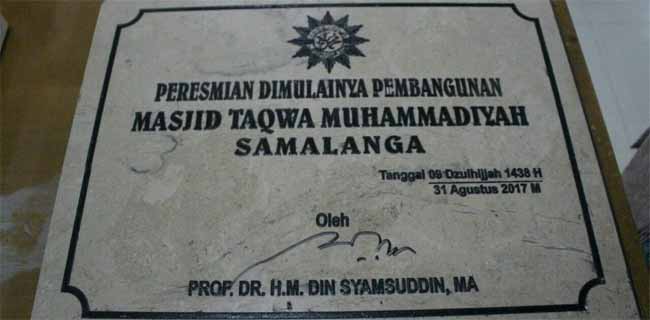 PERESMIAN DIMULAINYA PEMBANGUNAN
MASJID TAQWA MUHAMMADIYAH
SAMALANGA
Tanggal 09 Dzulhijjah 1438 H
31 Agustus 2017 M
Oleh
PROF. DR. H.M. DIN SYAMSUDDIN, MA